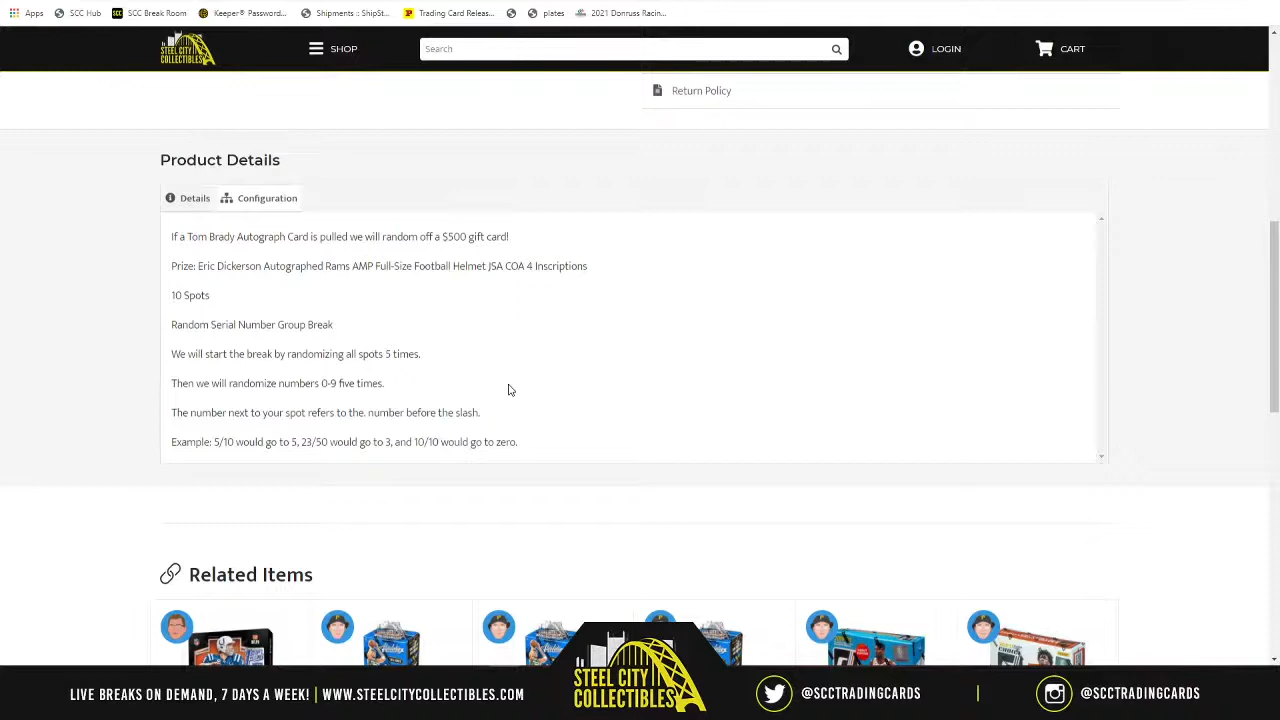 Apps SCC Hub SCC Break Room Keeper® Password... Shipments :: ShipSt... Trading Card Releas... plates 2021 Donruss Racin...
STEEL CITY COLLECTIBLES SHOP Search LOGIN CART
Return Policy
Product Details
Details Configuration
If a Tom Brady Autograph Card is pulled we will random off a $500 gift card!
Prize: Eric Dickerson Autographed Rams AMP Full-Size Football Helmet JSA COA 4 Inscriptions
10 Spots
Random Serial Number Group Break
We will start the break by randomizing all spots 5 times.
Then we will randomize numbers 0-9 five times.
The number next to your spot refers to the. number before the slash.
Example: 5/10 would go to 5, 23/50 would go to 3, and 10/10 would go to zero.
Related Items
LIVE BREAKS ON DEMAND, 7 DAYS A WEEK! | WWW.STEELCITYCOLLECTIBLES.COM
STEEL CITY
COLLECTIBLES
@SCCTRADINGCARDS | @SCCTRADINGCARDS